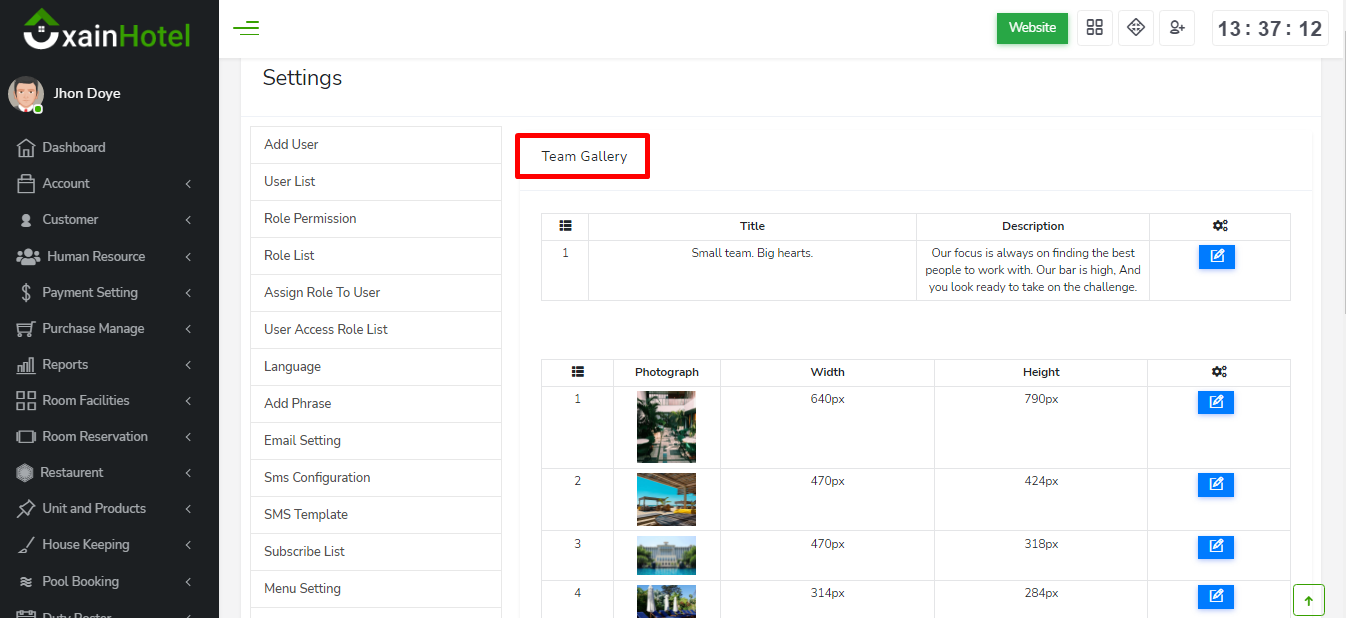 xainHotel
Website
13 : 37 : 12
Jhon Doye
Dashboard
Account
Customer
Human Resource
Payment Setting
Purchase Manage
Reports
Room Facilities
Room Reservation
Restaurent
Unit and Products
House Keeping
Pool Booking
Duty Roster
Settings
Add User
User List
Role Permission
Role List
Assign Role To User
User Access Role List
Language
Add Phrase
Email Setting
Sms Configuration
SMS Template
Subscribe List
Menu Setting
Team Gallery
Title Description
1 Small team. Big hearts. Our focus is always on finding the best
people to work with. Our bar is high, And
you look ready to take on the challenge.
Photograph Width Height
1 640px 790px
2 470px 424px
3 470px 318px
4 314px 284px